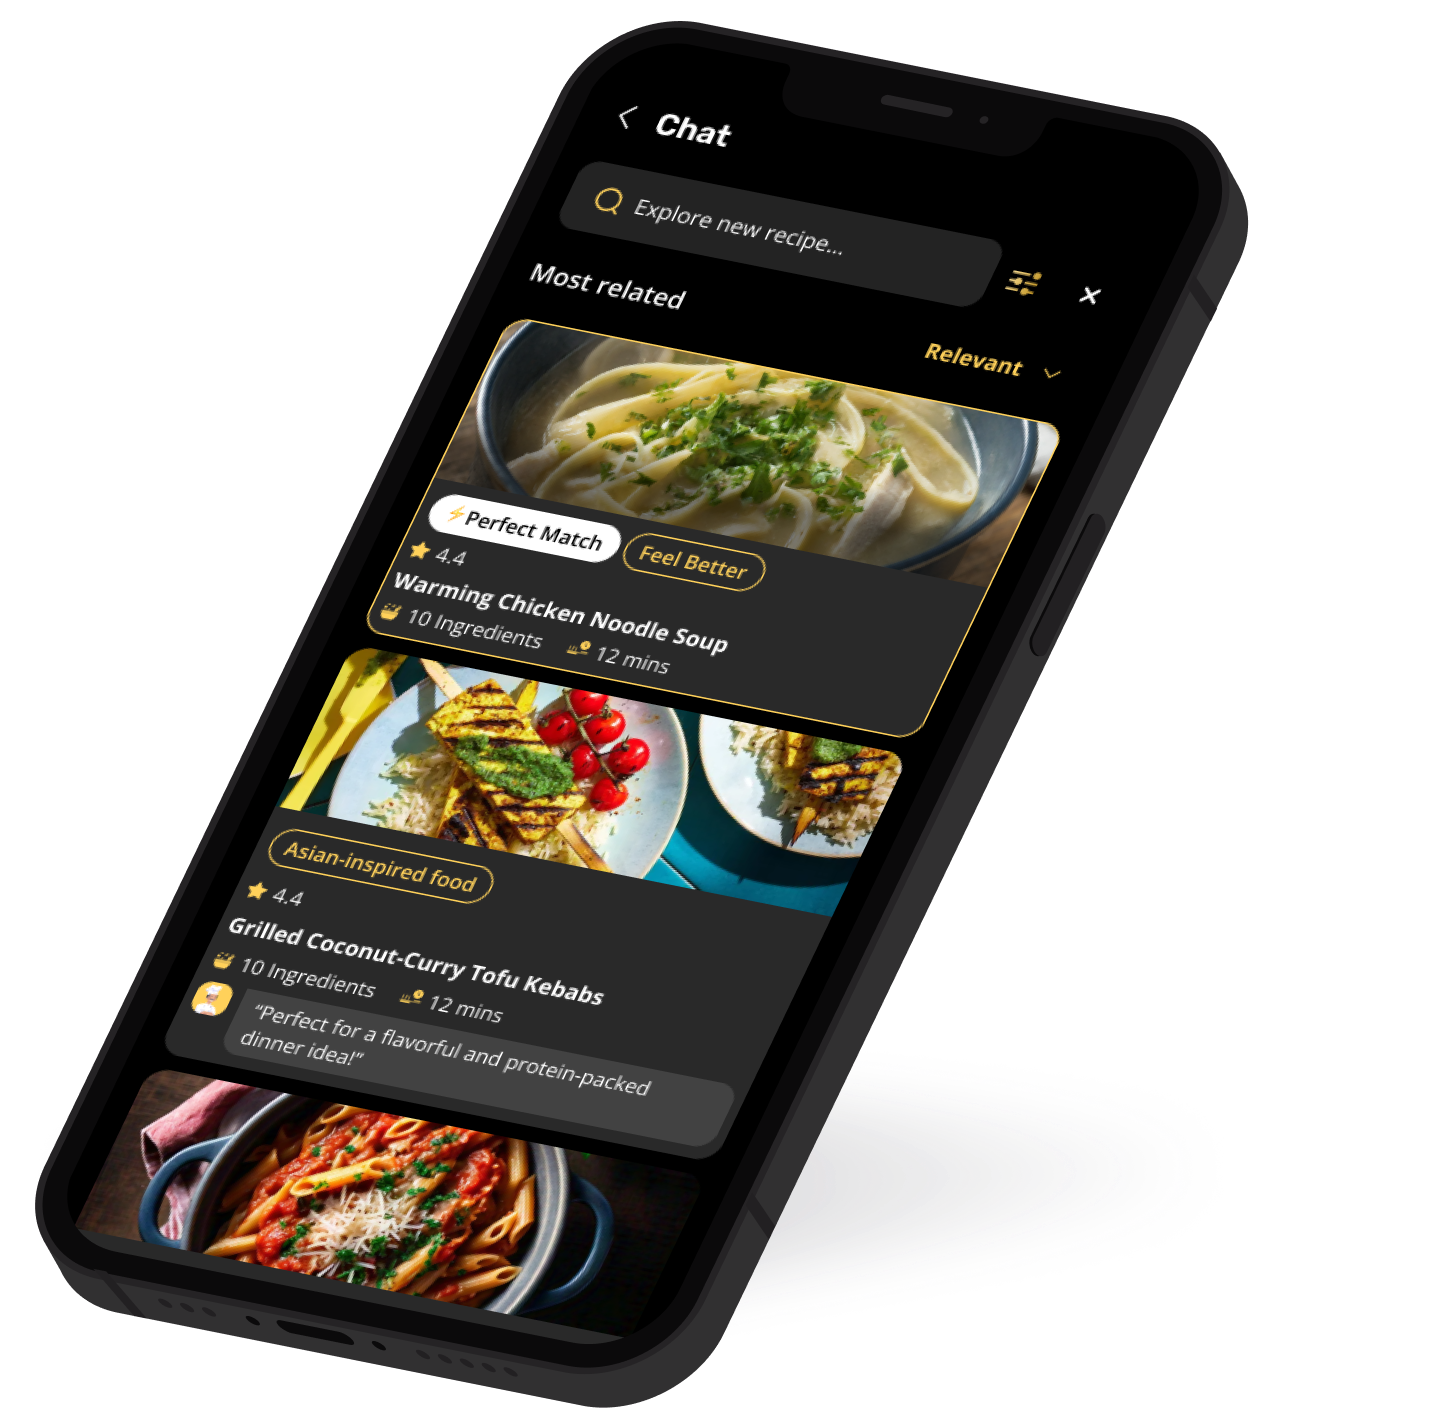 Chat
Explore new recipe...
Most related
Relevant
⚡Perfect Match
Feel Better
4.4
Warming Chicken Noodle Soup
10 Ingredients
12 mins
Asian-inspired food
4.4
Grilled Coconut-Curry Tofu Kebabs
10 Ingredients
12 mins
“Perfect for a flavorful and protein-packed
dinner idea!”